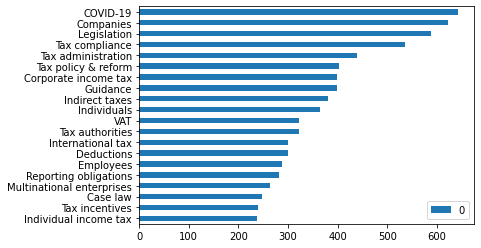 COVID-19
Companies
Legislation
Tax compliance
Tax administration
Tax policy & reform
Corporate income tax
Guidance
Indirect taxes
Individuals
VAT
Tax authorities
International tax
Deductions
Employees
Reporting obligations
Multinational enterprises
Case law
Tax incentives
Individual income tax
0
0 100 200 300 400 500 600